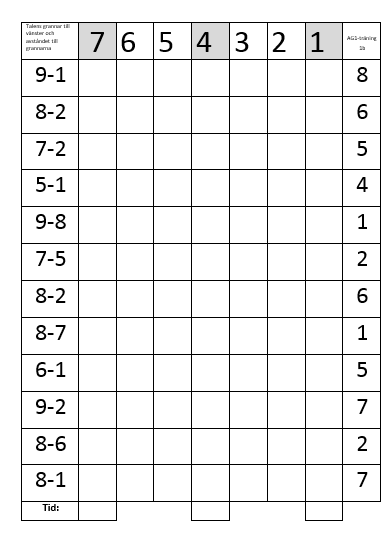 Talens grannar till
vänster och
avståndet till
grannarna
7 6 5 4 3 2 1
AG1-träning
1b
9-1 8
8-2 6
7-2 5
5-1 4
9-8 1
7-5 2
8-2 6
8-7 1
6-1 5
9-2 7
8-6 2
8-1 7
Tid: